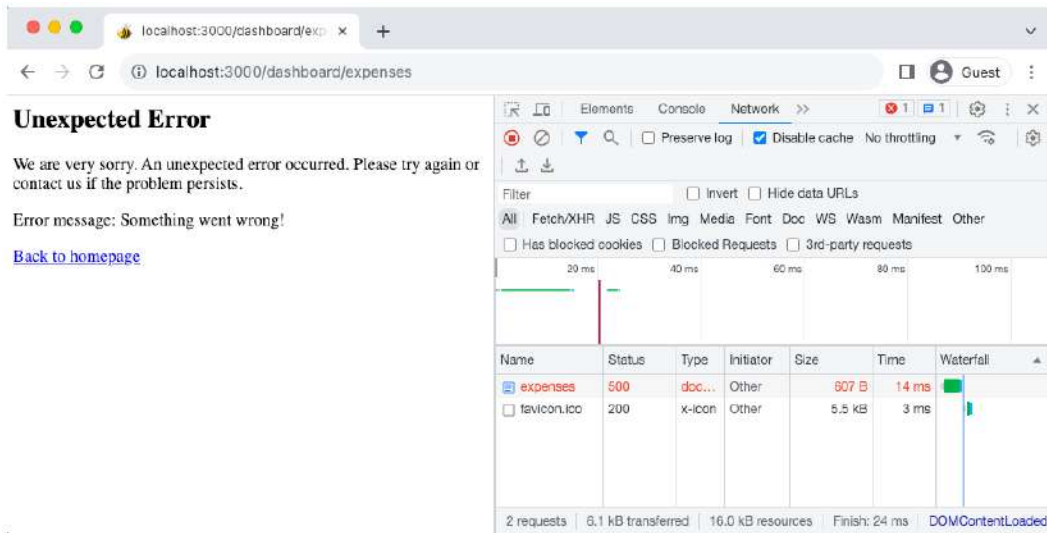 localhost:3000/dashboard/exp
localhost:3000/dashboard/expenses
Guest
Unexpected Error
We are very sorry. An unexpected error occurred. Please try again or
contact us if the problem persists.
Error message: Something went wrong!
Back to homepage
Elements Console Network 1 1
Preserve log Disable cache No throttling
Filter Invert Hide data URLs
All Fetch/XHR JS CSS Img Media Font Doc WS Wasm Manifest Other
Has blocked cookies Blocked Requests 3rd-party requests
20 ms 40 ms 60 ms 80 ms 100 ms
Name Status Type Initiator Size Time Waterfall
expenses 500 doc... Other 607 B 14 ms
favicon.ico 200 x-icon Other 5.5 kB 3 ms
2 requests 6.1 kB transferred 16.0 kB resources Finish: 24 ms DOMContentLoaded